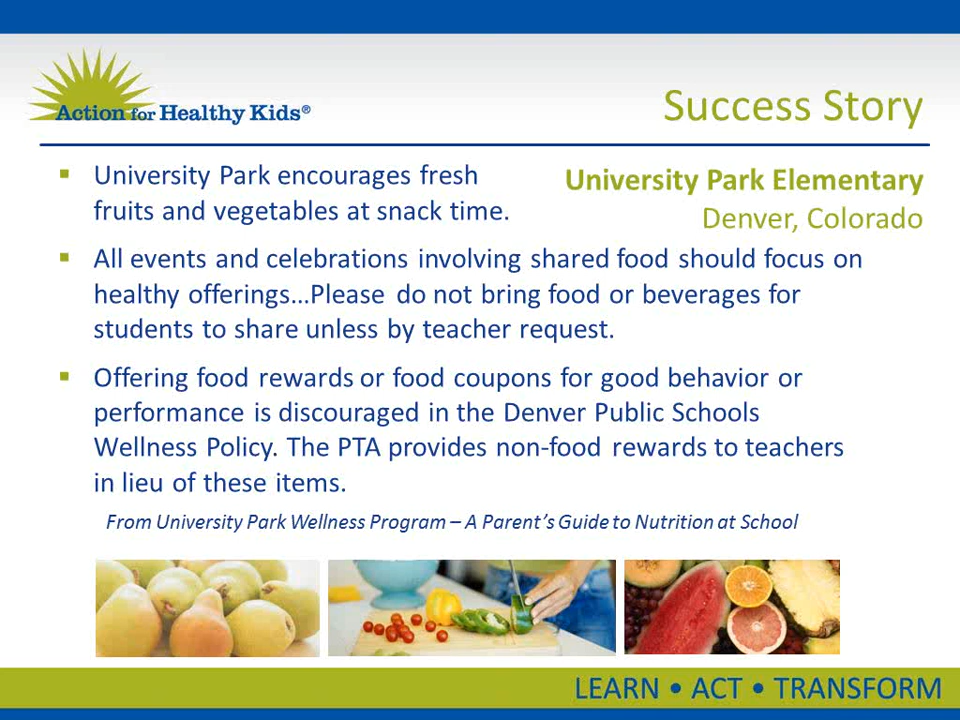 Action for Healthy Kids®
Success Story
University Park Elementary
Denver, Colorado
▪ University Park encourages fresh
fruits and vegetables at snack time.
▪ All events and celebrations involving shared food should focus on
healthy offerings…Please do not bring food or beverages for
students to share unless by teacher request.
▪ Offering food rewards or food coupons for good behavior or
performance is discouraged in the Denver Public Schools
Wellness Policy. The PTA provides non-food rewards to teachers
in lieu of these items.
From University Park Wellness Program – A Parent’s Guide to Nutrition at School
LEARN • ACT • TRANSFORM